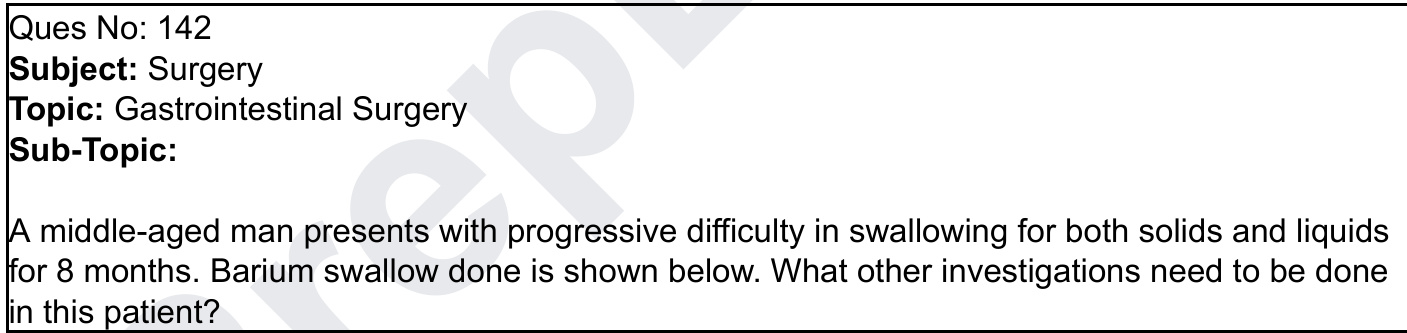 Ques No: 142
Subject: Surgery
Topic: Gastrointestinal Surgery
Sub-Topic:
A middle-aged man presents with progressive difficulty in swallowing for both solids and liquids
for 8 months. Barium swallow done is shown below. What other investigations need to be done
in this patient?